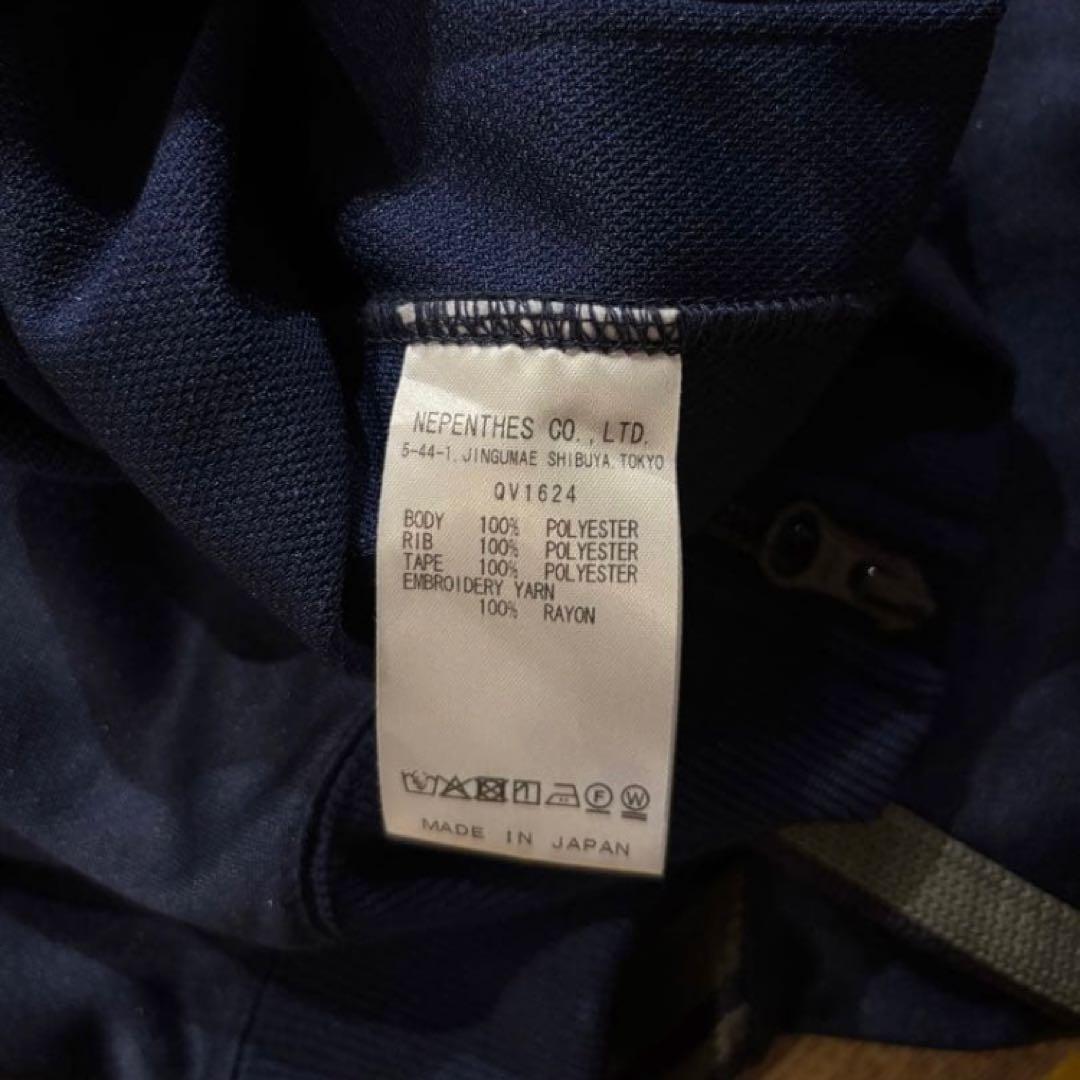 NEPENTHES CO.,LTD.
5-44-1.JINGUMAE SHIBUYA.TOKYO
QV1624
BODY 100% POLYESTER
RIB 100% POLYESTER
TAPE 100% POLYESTER
EMBROIDERY YARN
100% RAYON
F W
MADE IN JAPAN